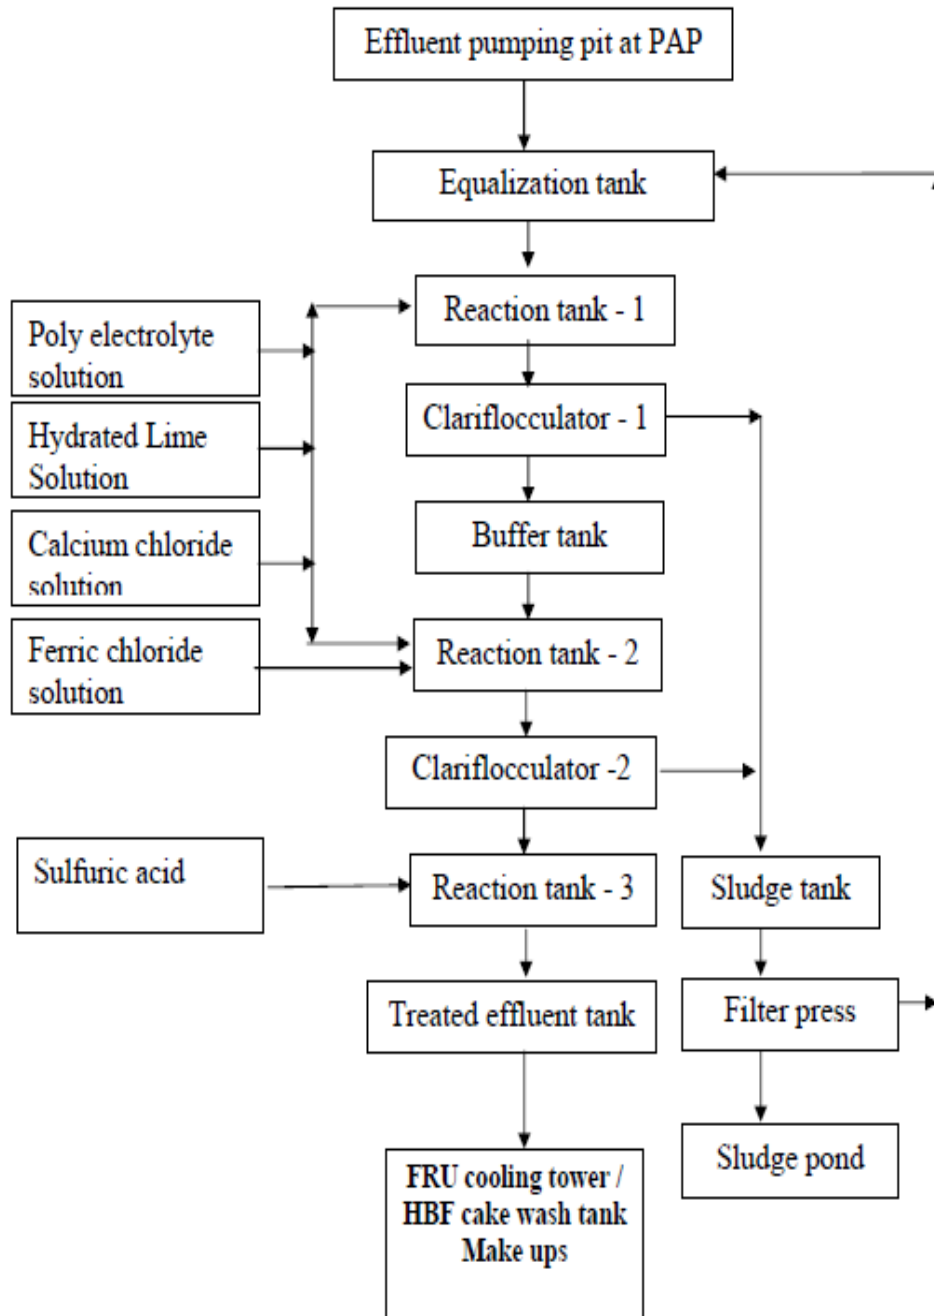 Effluent pumping pit at PAP
Equalization tank
Reaction tank - 1
Poly electrolyte
solution
Clariflocculator - 1
Hydrated Lime
Solution
Buffer tank
Calcium chloride
solution
Reaction tank - 2
Ferric chloride
solution
Clariflocculator -2
Sulfuric acid
Reaction tank - 3
Sludge tank
Treated effluent tank
Filter press
Sludge pond
FRU cooling tower /
HBF cake wash tank
Make ups